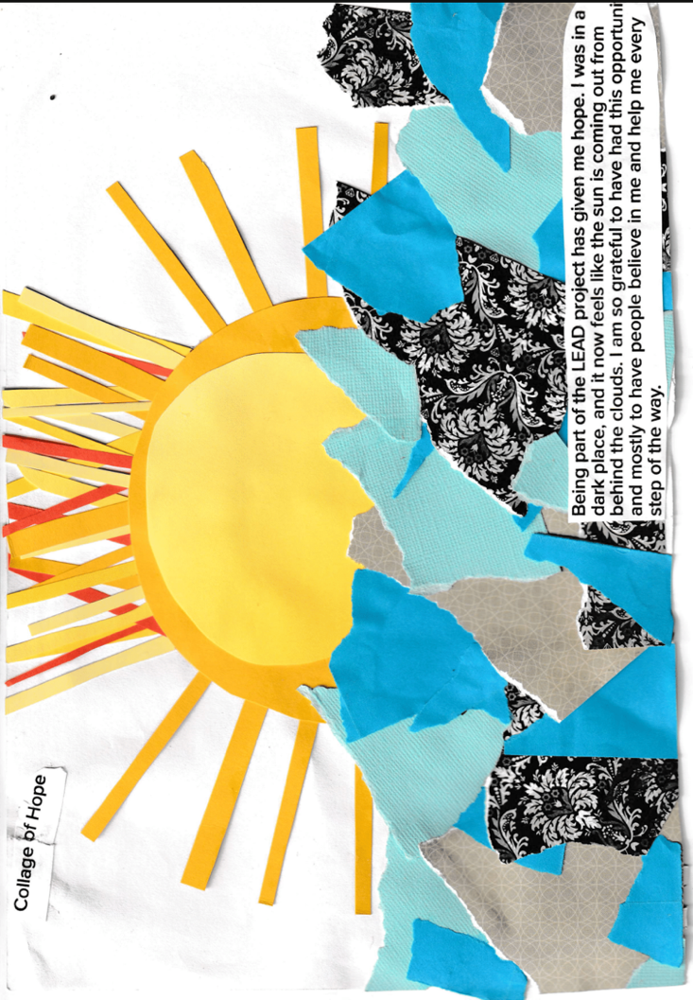 Collage of Hope
Being part of the LEAD project has given me hope. I was in a
dark place, and it now feels like the sun is coming out from
behind the clouds. I am so grateful to have had this opportuni
and mostly to have people believe in me and help me every
step of the way.